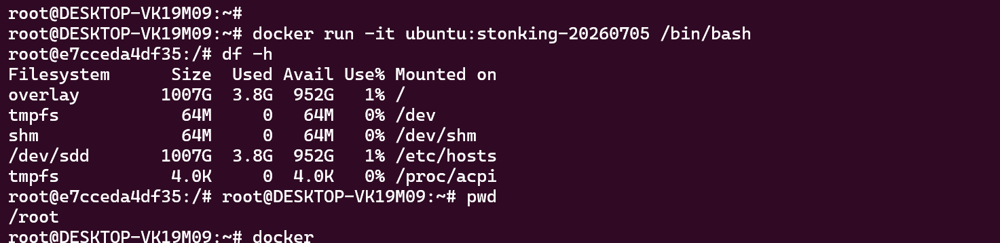 root@DESKTOP-VK19M09:~#
root@DESKTOP-VK19M09:~# docker run -it ubuntu:stonking-20260705 /bin/bash
root@e7cceda4df35:/# df -h
Filesystem      Size  Used Avail Use% Mounted on
overlay        1007G  3.8G  952G   1% /
tmpfs            64M     0   64M   0% /dev
shm              64M     0   64M   0% /dev/shm
/dev/sdd       1007G  3.8G  952G   1% /etc/hosts
tmpfs           4.0K     0  4.0K   0% /proc/acpi
root@e7cceda4df35:/# root@DESKTOP-VK19M09:~# pwd
/root
root@DESKTOP-VK19M09:~# docker